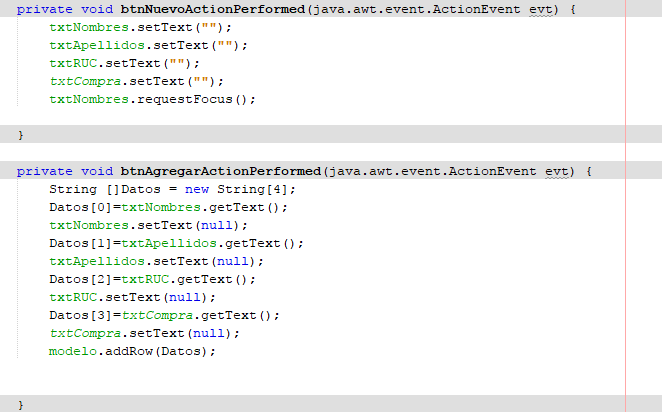 private void btnNuevoActionPerformed(java.awt.event.ActionEvent evt) {
txtNombres.setText("");
txtApellidos.setText("");
txtRUC.setText("");
txtCompra.setText("");
txtNombres.requestFocus();
}
private void btnAgregarActionPerformed(java.awt.event.ActionEvent evt) {
String []Datos = new String[4];
Datos[0]=txtNombres.getText();
txtNombres.setText(null);
Datos[1]=txtApellidos.getText();
txtApellidos.setText(null);
Datos[2]=txtRUC.getText();
txtRUC.setText(null);
Datos[3]=txtCompra.getText();
txtCompra.setText(null);
modelo.addRow(Datos);
}